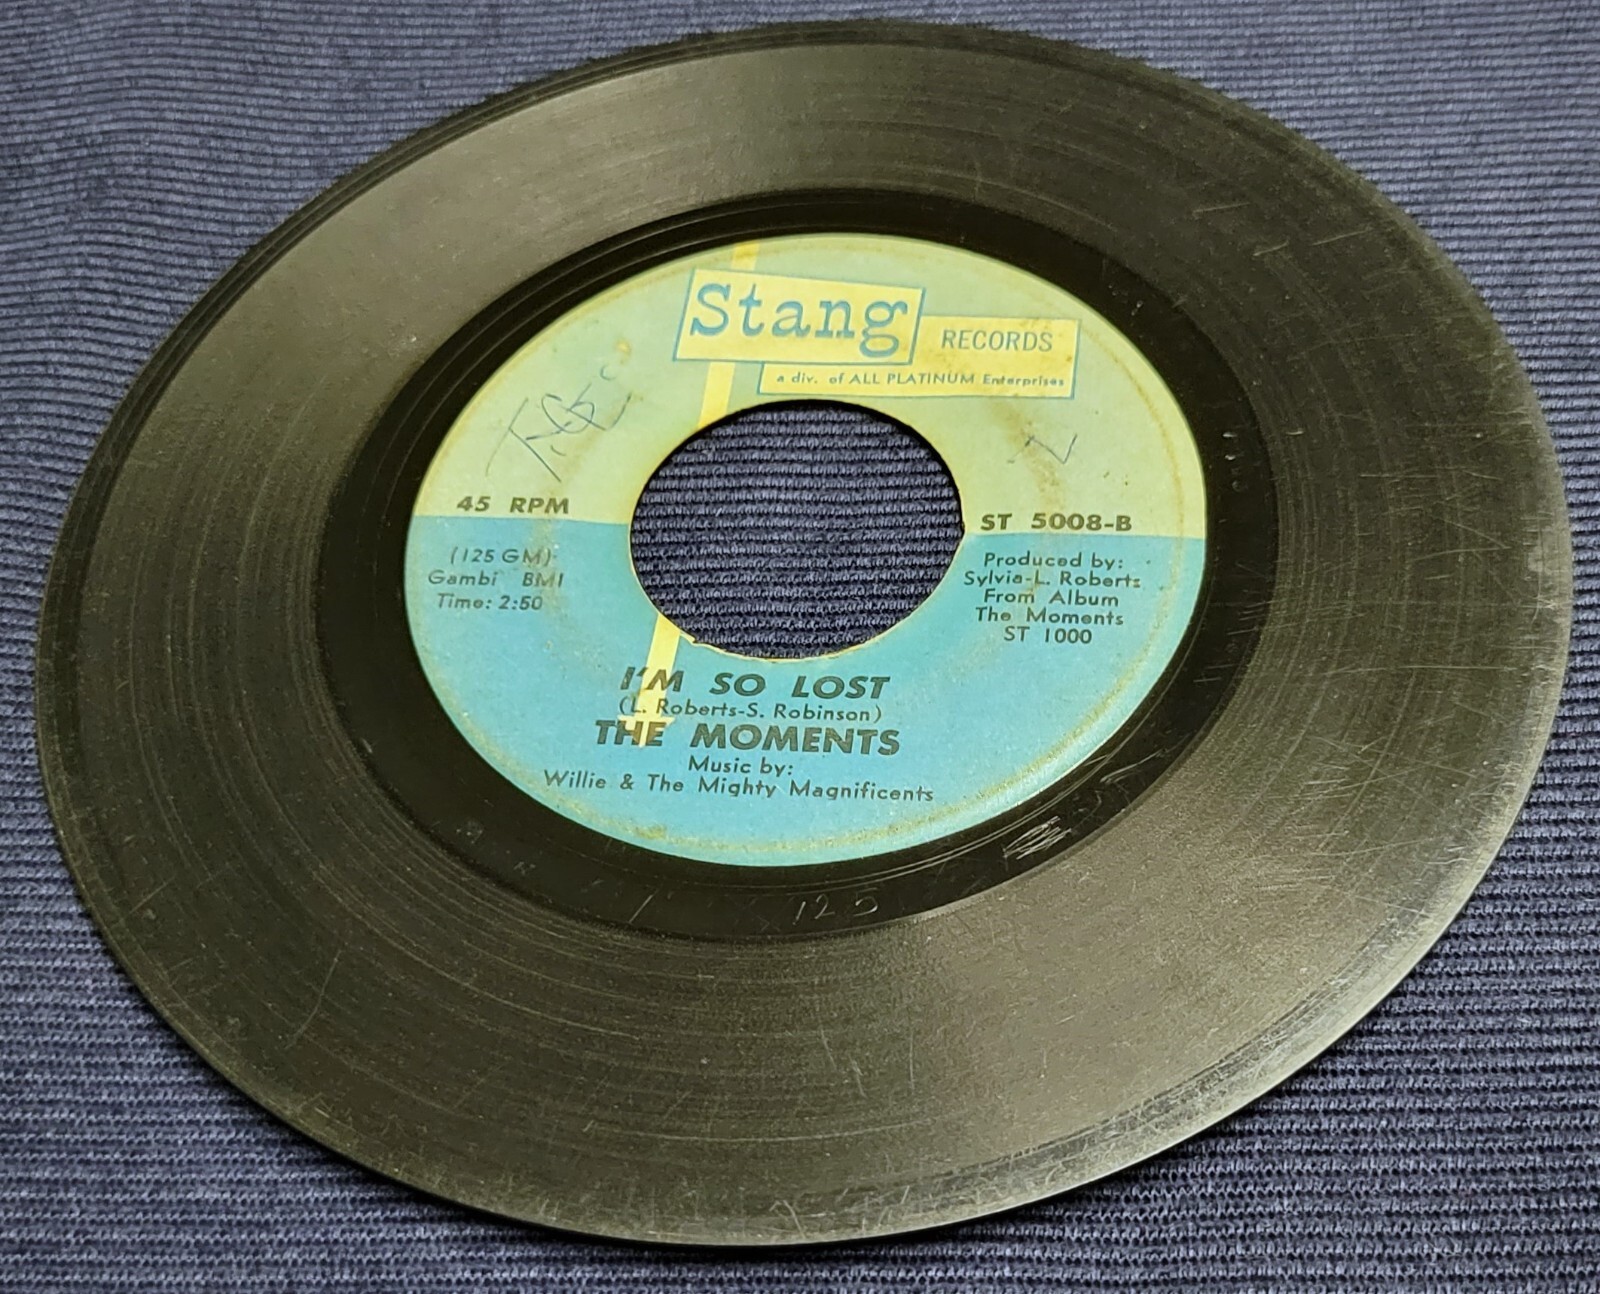 Stang
RECORDS
a div. of ALL PLATINUM Enterprises
45 RPM
ST 5008-B
(125 GM)
Gambi BMI
Time: 2:50
Produced by:
Sylvia-L. Roberts
From Album
The Moments
ST 1000
I'M SO LOST
(L. Roberts-S. Robinson)
THE MOMENTS
Music by:
Willie & The Mighty Magnificents
125